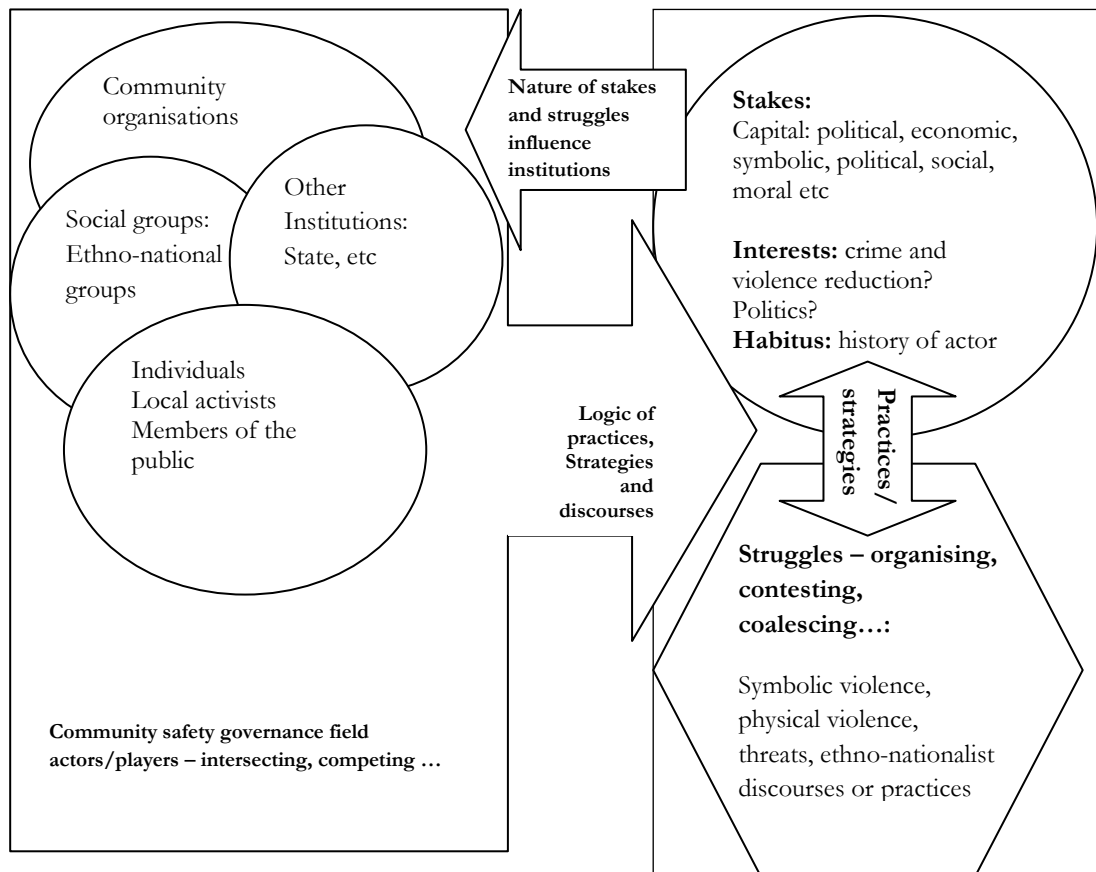 Community
organisations
Social groups:
Ethno-national
groups
Other
Institutions:
State, etc
Individuals
Local activists
Members of the
public
Community safety governance field
actors/players – intersecting, competing …
Nature of stakes
and struggles
influence
institutions
Logic of
practices,
Strategies
and
discourses
Stakes:
Capital: political, economic,
symbolic, political, social,
moral etc
Interests: crime and
violence reduction?
Politics?
Habitus: history of actor
Practices/
strategies
Struggles – organising,
contesting,
coalescing…:
Symbolic violence,
physical violence,
threats, ethno-nationalist
discourses or practices